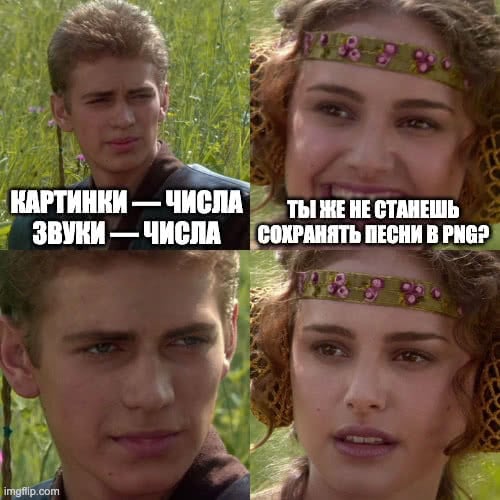 КАРТИНКИ — ЧИСЛА
ЗВУКИ — ЧИСЛА
ТЫ ЖЕ НЕ СТАНЕШЬ
СОХРАНЯТЬ ПЕСНИ В PNG?
imgflip.com